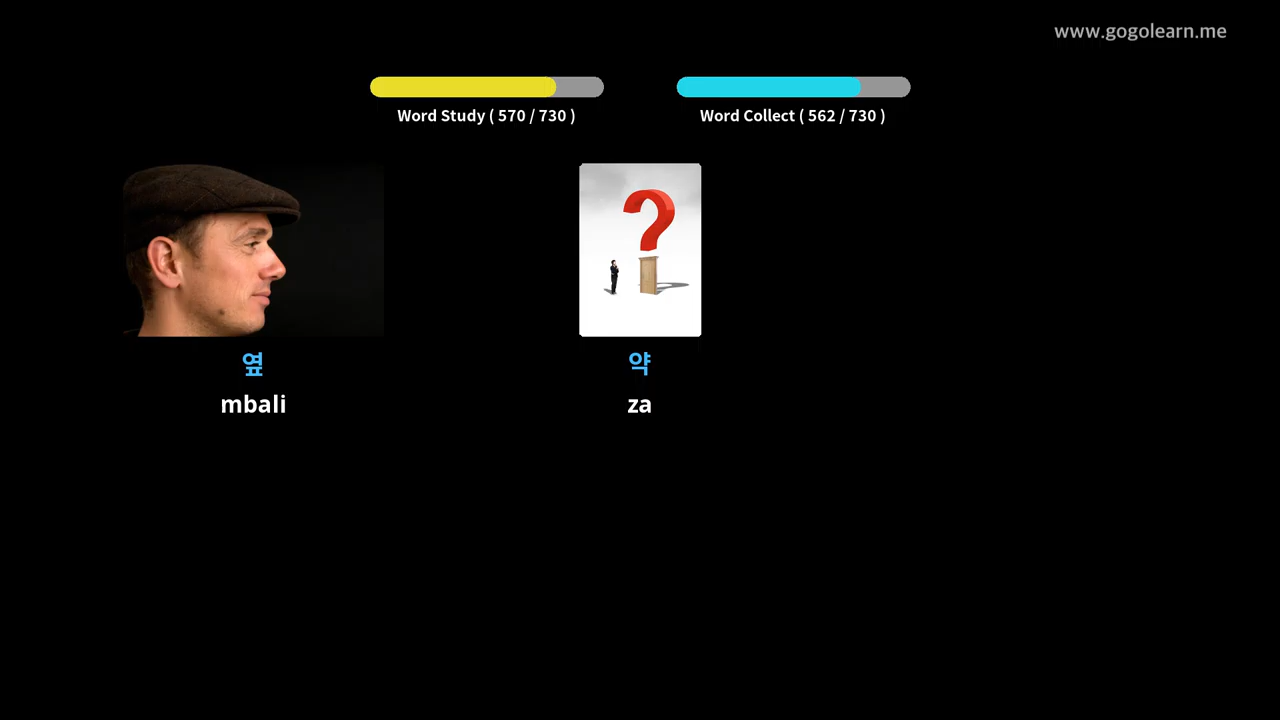 www.gogolearn.me
Word Study ( 570 / 730 )
Word Collect ( 562 / 730 )
옆
mbali
약
za